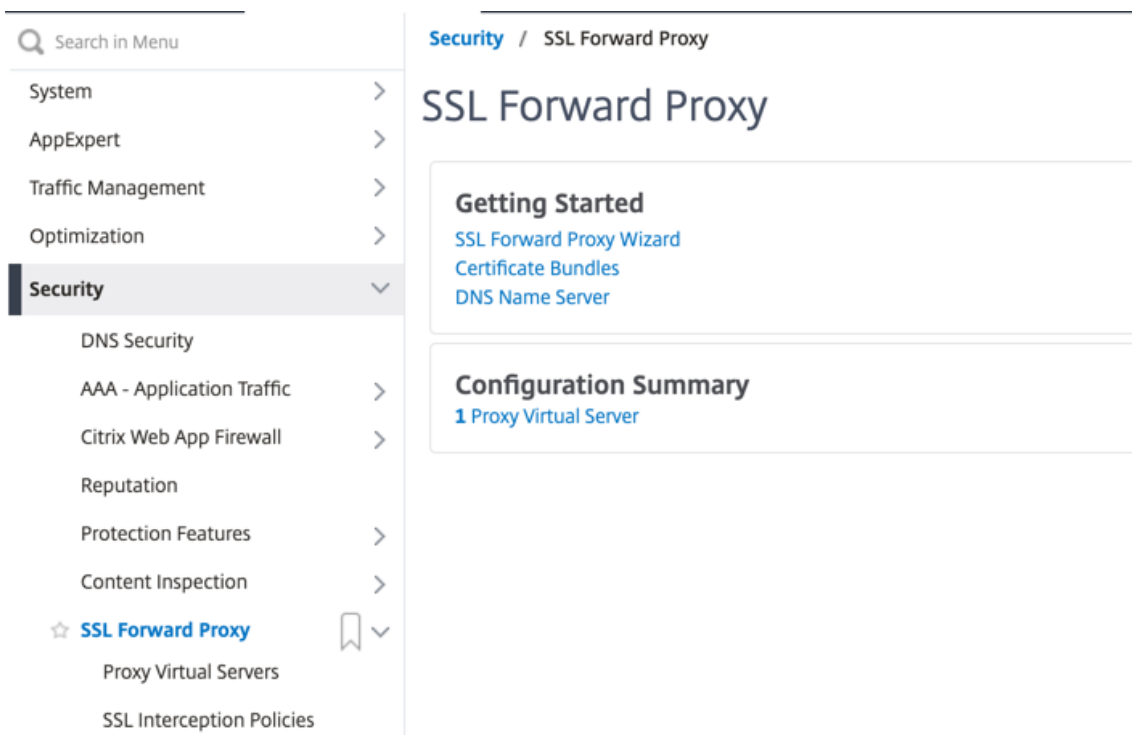 Search in Menu
System
AppExpert
Traffic Management
Optimization
Security
DNS Security
AAA - Application Traffic
Citrix Web App Firewall
Reputation
Protection Features
Content Inspection
SSL Forward Proxy
Proxy Virtual Servers
SSL Interception Policies
Security / SSL Forward Proxy
SSL Forward Proxy
Getting Started
SSL Forward Proxy Wizard
Certificate Bundles
DNS Name Server
Configuration Summary
1 Proxy Virtual Server